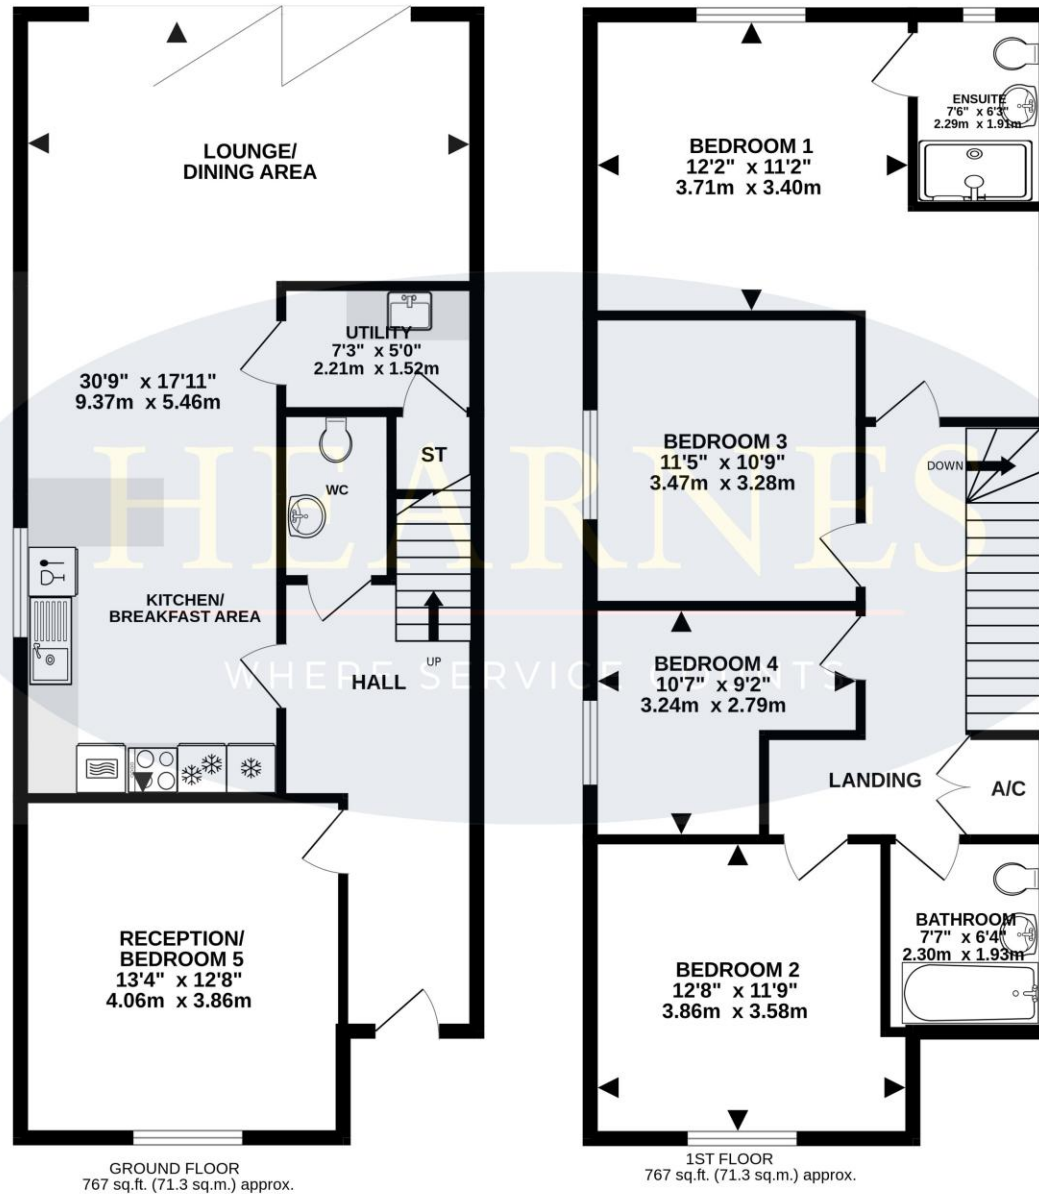 LOUNGE/
DINING AREA
UTILITY
7'3" x 5'0"
2.21m x 1.52m
30'9" x 17'11"
9.37m x 5.46m
ST
WC
KITCHEN/
BREAKFAST AREA
UP
HALL
RECEPTION/
BEDROOM 5
13'4" x 12'8"
4.06m x 3.86m
GROUND FLOOR
767 sq.ft. (71.3 sq.m.) approx.
ENSUITE
7'6" x 6'3"
2.29m x 1.91m
BEDROOM 1
12'2" x 11'2"
3.71m x 3.40m
BEDROOM 3
11'5" x 10'9"
3.47m x 3.28m
DOWN
BEDROOM 4
10'7" x 9'2"
3.24m x 2.79m
LANDING
A/C
BATHROOM
7'7" x 6'4"
2.30m x 1.93m
BEDROOM 2
12'8" x 11'9"
3.86m x 3.58m
1ST FLOOR
767 sq.ft. (71.3 sq.m.) approx.
HEARNES
WHERE SERVICE COUNTS